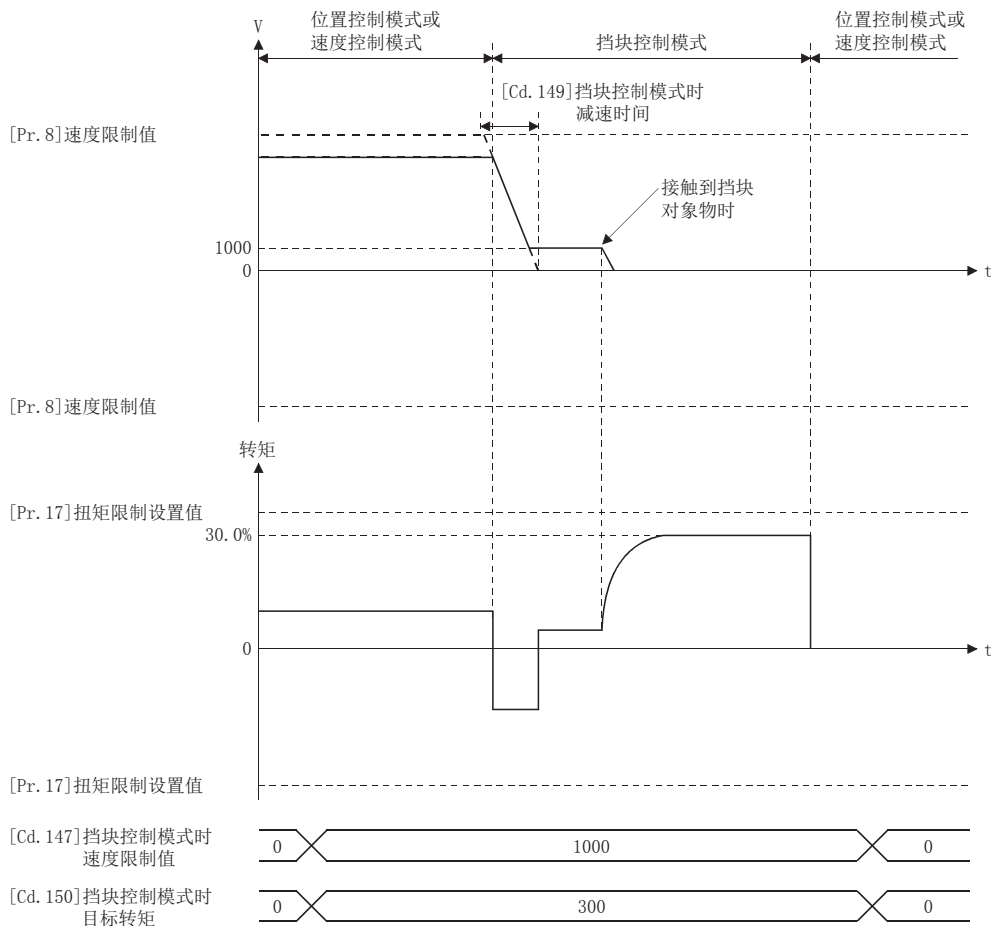 V
位置控制模式或
速度控制模式
挡块控制模式
位置控制模式或
速度控制模式
[Cd.149]挡块控制模式时
减速时间
[Pr.8]速度限制值
接触到挡块
对象物时
1000
0
t
[Pr.8]速度限制值
转矩
[Pr.17]扭矩限制设置值
30.0%
0
t
[Pr.17]扭矩限制设置值
[Cd.147]挡块控制模式时
速度限制值
0
1000
0
[Cd.150]挡块控制模式时
目标转矩
0
300
0